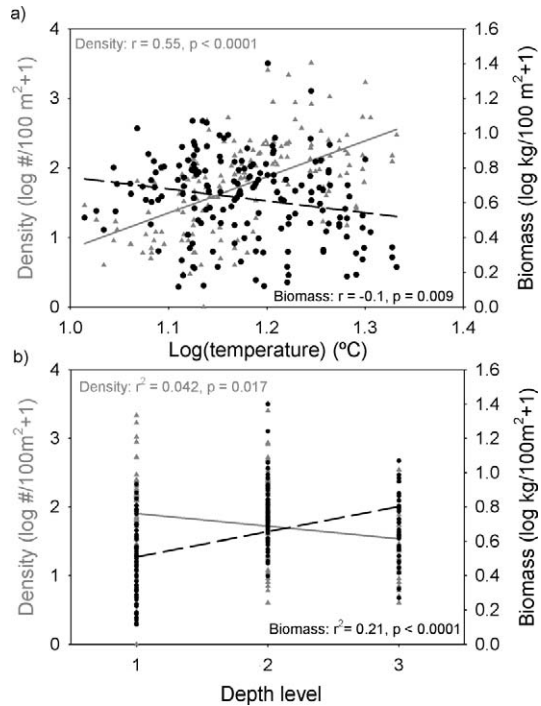 a)
Density: r = 0.55, p < 0.0001
4
3
2
1
0
Density (log #/100 m²+1)
1.6
1.4
1.2
1.0
0.8
0.6
0.4
0.2
0.0
Biomass (log kg/100 m²+1)
Biomass: r = -0.1, p = 0.009
1.0 1.1 1.2 1.3 1.4
Log(temperature) (ºC)
b)
Density: r² = 0.042, p = 0.017
4
3
2
1
0
Density (log #/100m²+1)
1.6
1.4
1.2
1.0
0.8
0.6
0.4
0.2
0.0
Biomass (log kg/100m²+1)
Biomass: r² = 0.21, p < 0.0001
1 2 3
Depth level